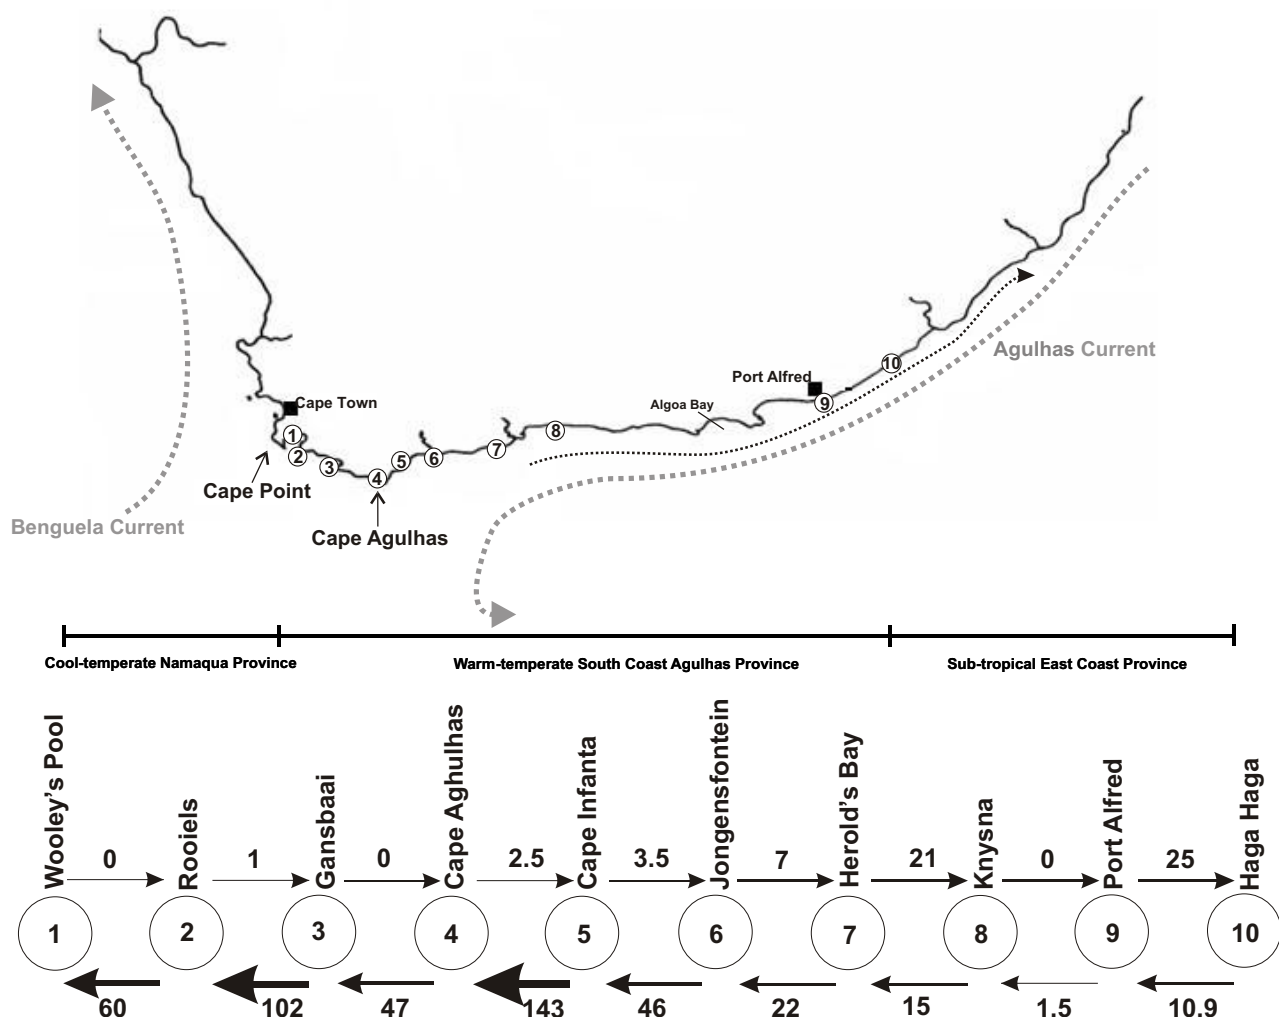 Cape Town
Port Alfred
Algoa Bay
Agulhas Current
1
2
3
4
5
6
7
8
9
10
Cape Point
Cape Agulhas
Benguela Current
Cool-temperate Namaqua Province
Warm-temperate South Coast Agulhas Province
Sub-tropical East Coast Province
Wooley's Pool
Rooiels
Gansbaai
Cape Aghulhas
Cape Infanta
Jongensfontein
Herold's Bay
Knysna
Port Alfred
Haga Haga
0 1 0 2.5 3.5 7 21 0 25
1 2 3 4 5 6 7 8 9 10
60 102 47 143 46 22 15 1.5 10.9